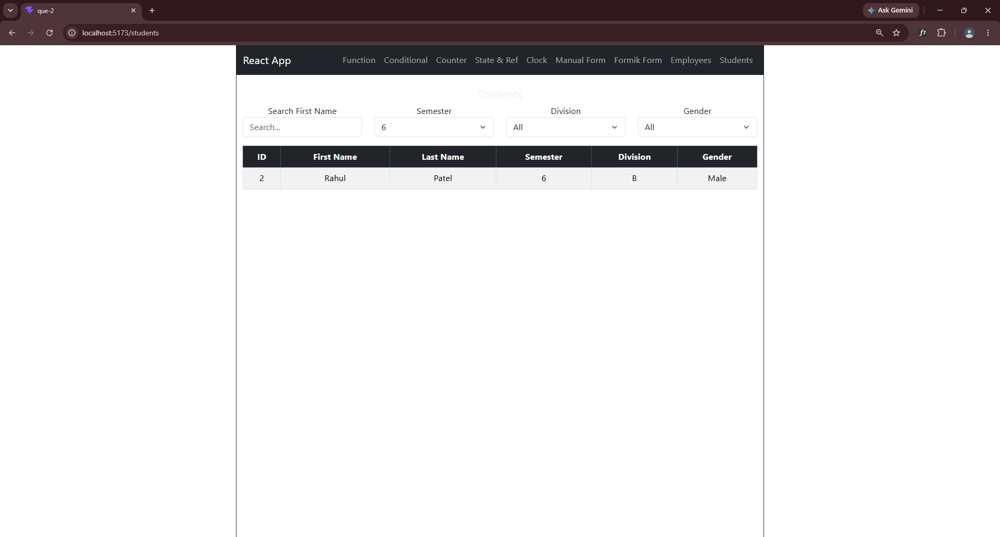 que-2
Ask Gemini
localhost:5173/students
React App
Function Conditional Counter State & Ref Clock Manual Form Formik Form Employees Students
Students
Search First Name Semester Division Gender
Search... 6 All All
ID First Name Last Name Semester Division Gender
2 Rahul Patel 6 B Male